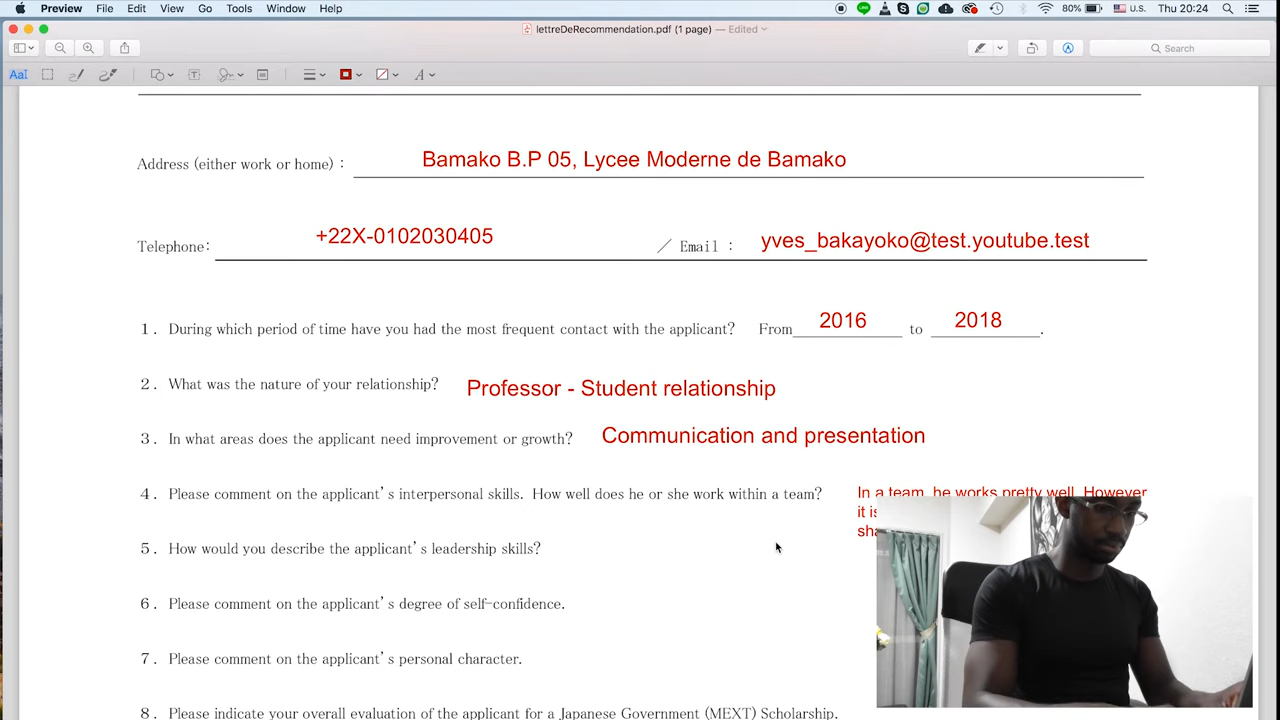 Preview File Edit View Go Tools Window Help 80% U.S. Thu 20:24
lettreDeRecommendation.pdf (1 page) — Edited
Search
AaI T A
Address (either work or home) : Bamako B.P 05, Lycee Moderne de Bamako
Telephone: +22X-0102030405 / Email : yves_bakayoko@test.youtube.test
1. During which period of time have you had the most frequent contact with the applicant? From 2016 to 2018.
2. What was the nature of your relationship? Professor - Student relationship
3. In what areas does the applicant need improvement or growth? Communication and presentation
4. Please comment on the applicant's interpersonal skills. How well does he or she work within a team? In a team, he works pretty well. However
it is
5. How would you describe the applicant's leadership skills?
6. Please comment on the applicant's degree of self-confidence.
7. Please comment on the applicant's personal character.
8. Please indicate your overall evaluation of the applicant for a Japanese Government (MEXT) Scholarship.